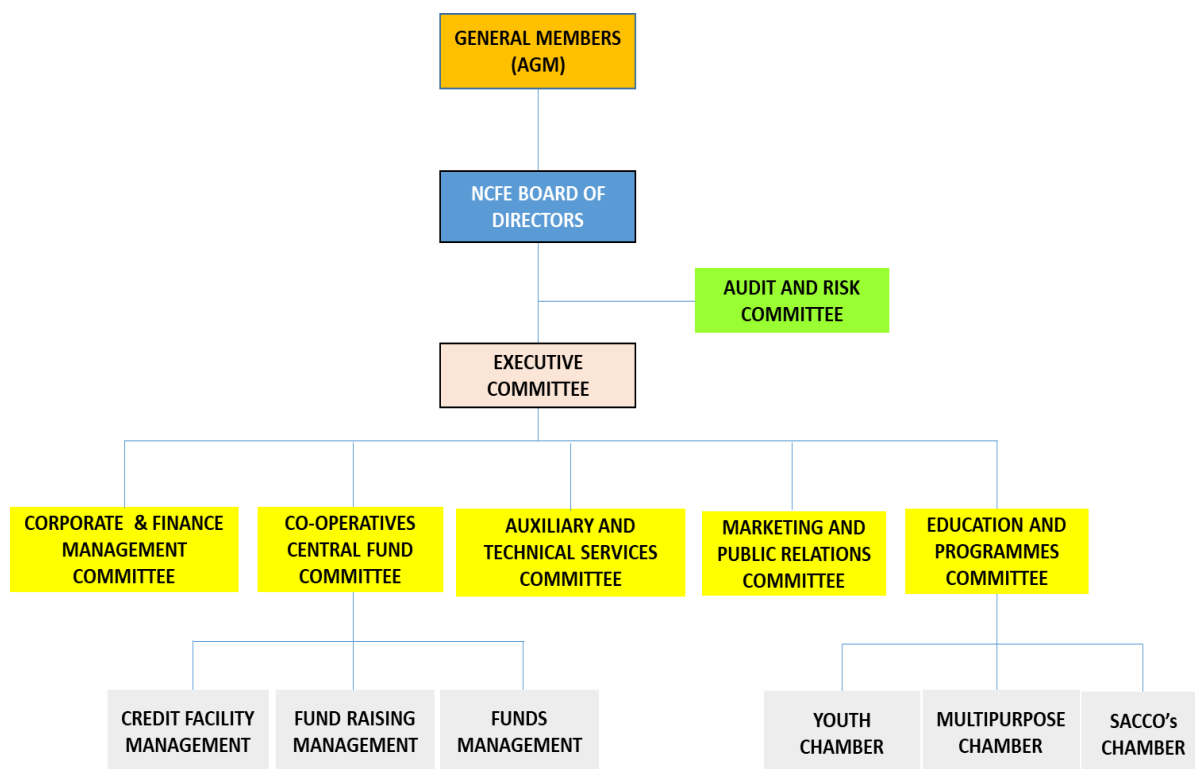 GENERAL MEMBERS
(AGM)
NCFE BOARD OF
DIRECTORS
AUDIT AND RISK
COMMITTEE
EXECUTIVE
COMMITTEE
CORPORATE & FINANCE
MANAGEMENT
COMMITTEE
CO-OPERATIVES
CENTRAL FUND
COMMITTEE
AUXILIARY AND
TECHNICAL SERVICES
COMMITTEE
MARKETING AND
PUBLIC RELATIONS
COMMITTEE
EDUCATION AND
PROGRAMMES
COMMITTEE
CREDIT FACILITY
MANAGEMENT
FUND RAISING
MANAGEMENT
FUNDS
MANAGEMENT
YOUTH
CHAMBER
MULTIPURPOSE
CHAMBER
SACCO's
CHAMBER